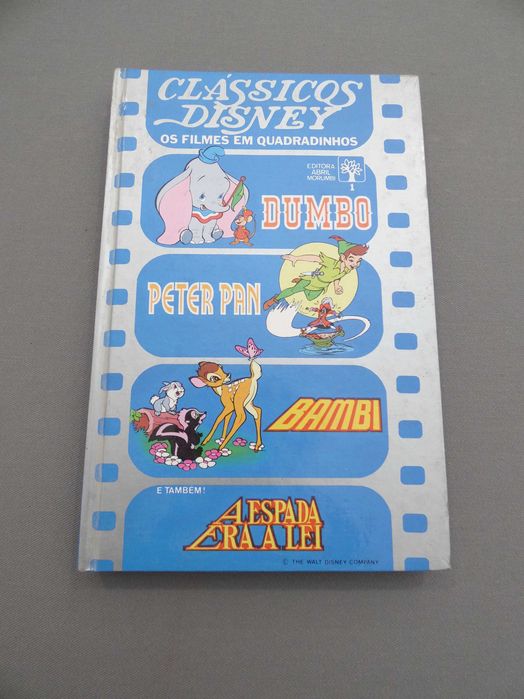 CLÁSSICOS
DISNEY
OS FILMES EM QUADRADINHOS
EDITORA
ABRIL
MORUMBI
1
DUMBO
PETER PAN
BAMBI
E TAMBÉM!
A ESPADA
ERA A LEI
© THE WALT DISNEY COMPANY